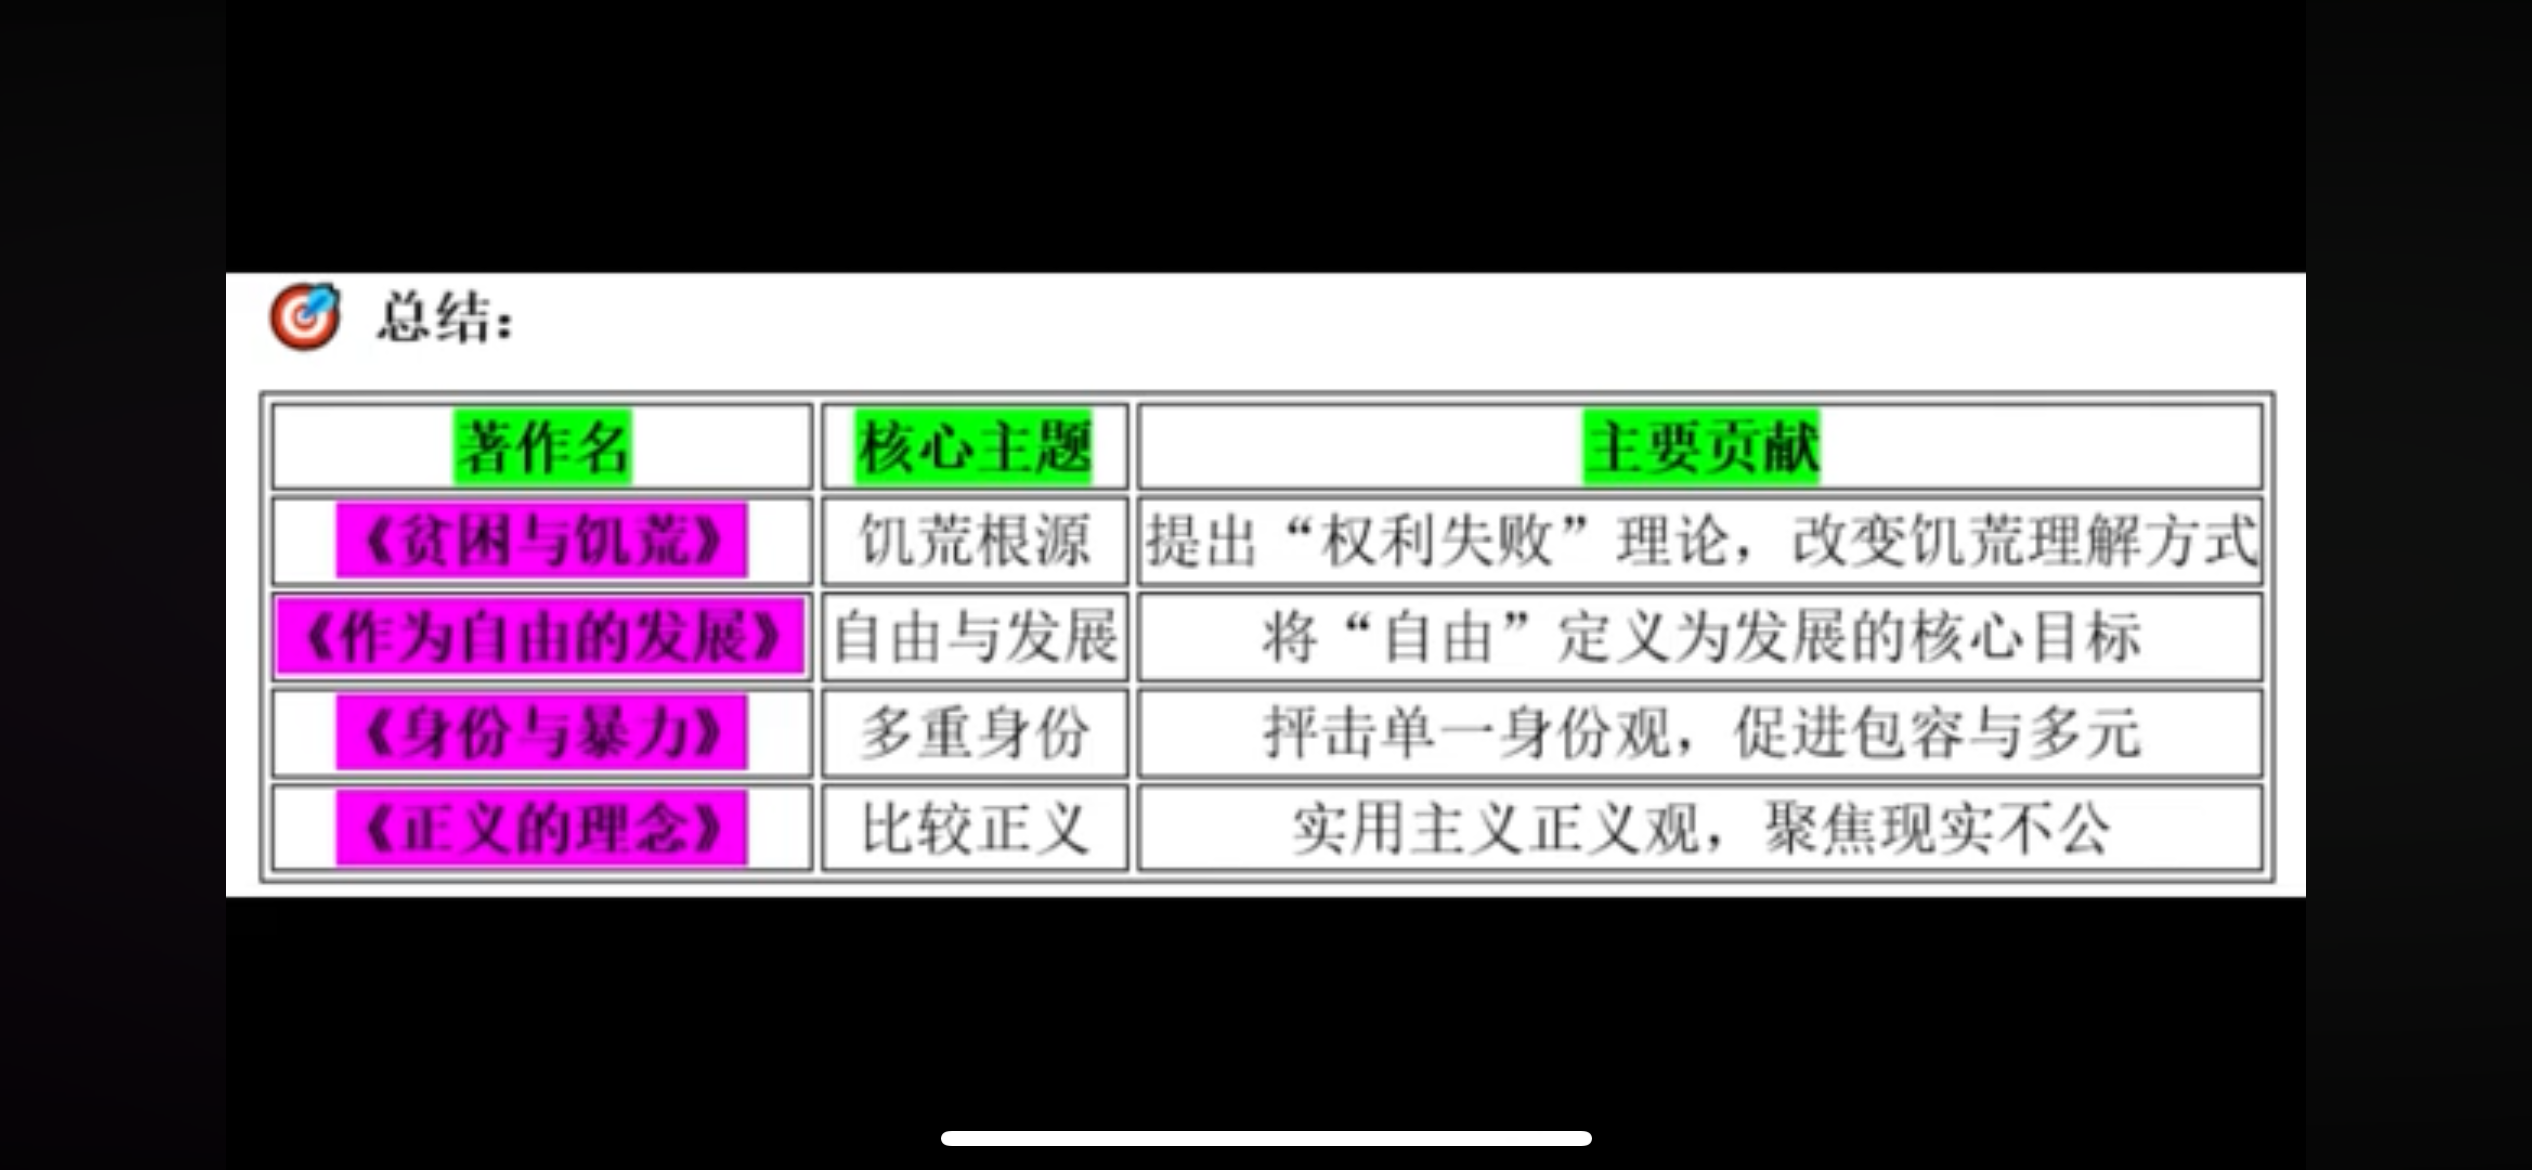 总结：
著作名 核心主题 主要贡献
《贫困与饥荒》 饥荒根源 提出“权利失败”理论，改变饥荒理解方式
《作为自由的发展》 自由与发展 将“自由”定义为发展的核心目标
《身份与暴力》 多重身份 抨击单一身份观，促进包容与多元
《正义的理念》 比较正义 实用主义正义观，聚焦现实不公